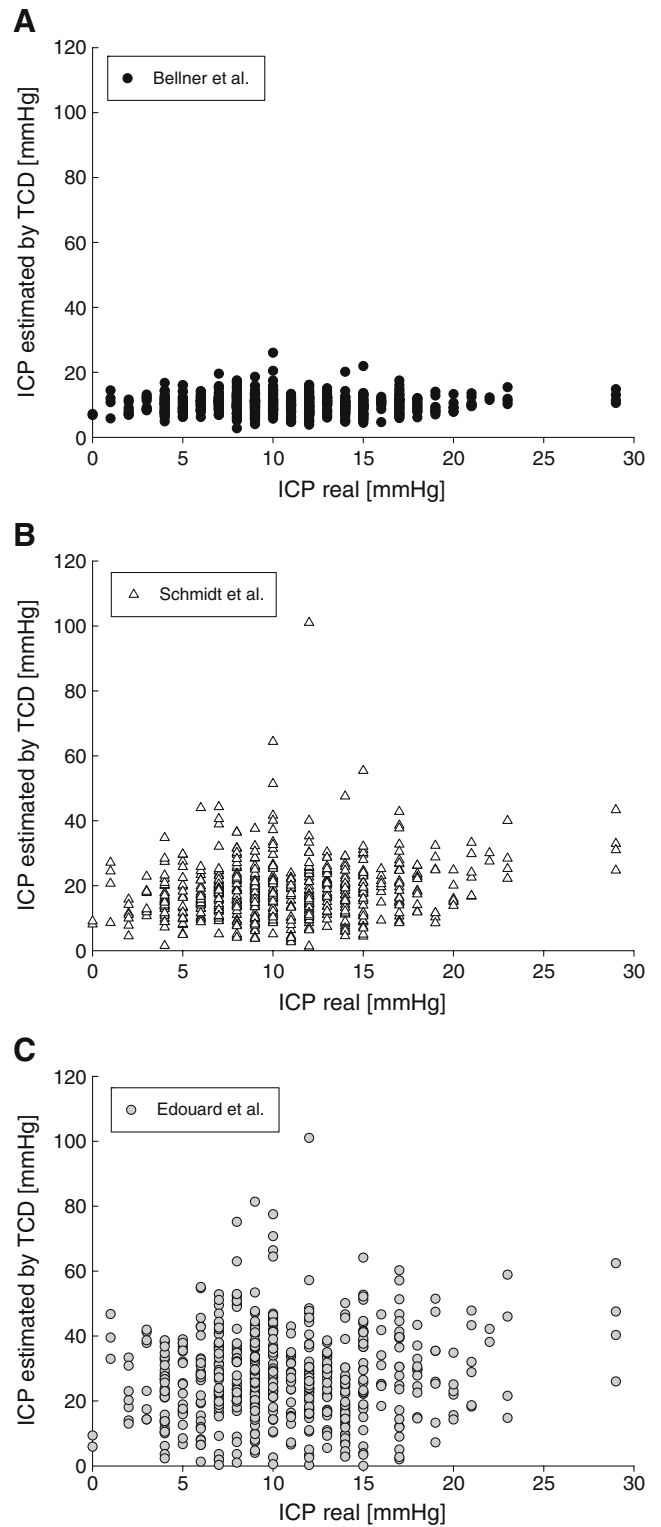 A
120
100
80
60
40
20
0
ICP estimated by TCD [mmHg]
Bellner et al.
0 5 10 15 20 25 30
ICP real [mmHg]
B
120
100
80
60
40
20
0
ICP estimated by TCD [mmHg]
Schmidt et al.
0 5 10 15 20 25 30
ICP real [mmHg]
C
120
100
80
60
40
20
0
ICP estimated by TCD [mmHg]
Edouard et al.
0 5 10 15 20 25 30
ICP real [mmHg]